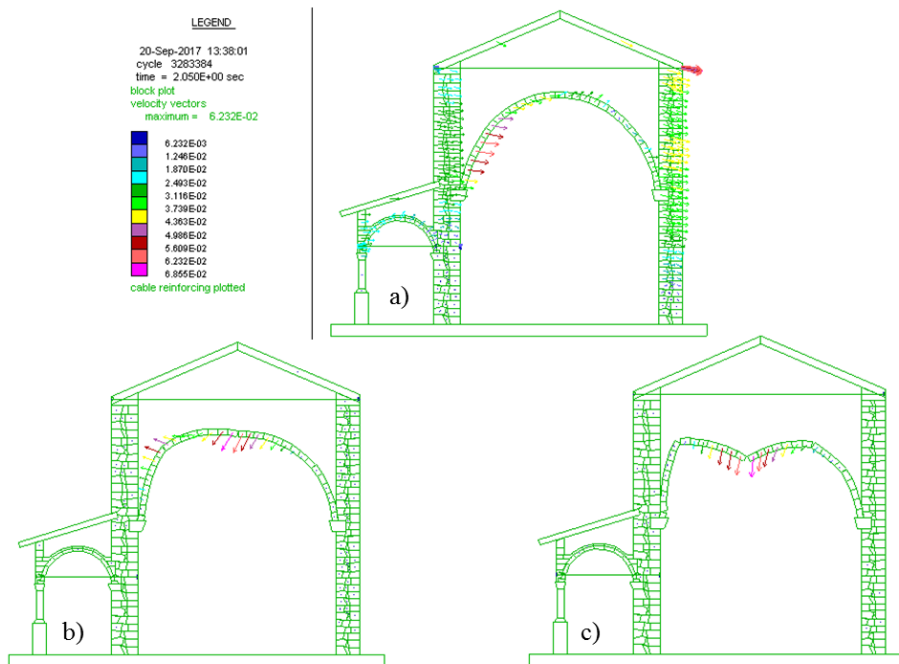 LEGEND
20-Sep-2017 13:38:01
cycle 3283384
time = 2.050E+00 sec
block plot
velocity vectors
maximum = 6.232E-02
6.232E-03
1.246E-02
1.870E-02
2.493E-02
3.116E-02
3.739E-02
4.363E-02
4.986E-02
5.609E-02
6.232E-02
6.855E-02
cable reinforcing plotted
a)
b)
c)